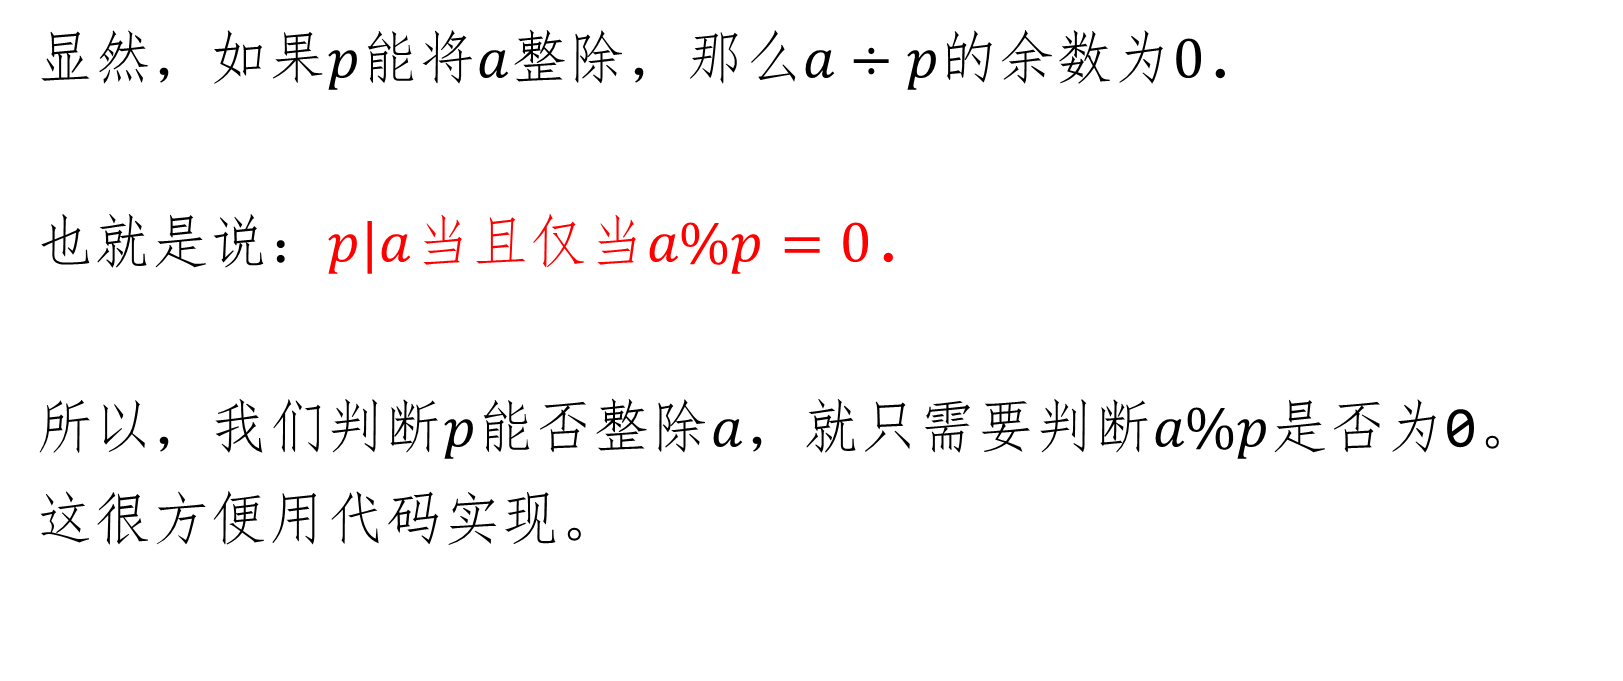 显然，如果p能将a整除，那么a ÷ p的余数为0.
也就是说：p|a当且仅当a%p = 0.
所以，我们判断p能否整除a，就只需要判断a%p是否为0。
这很方便用代码实现。